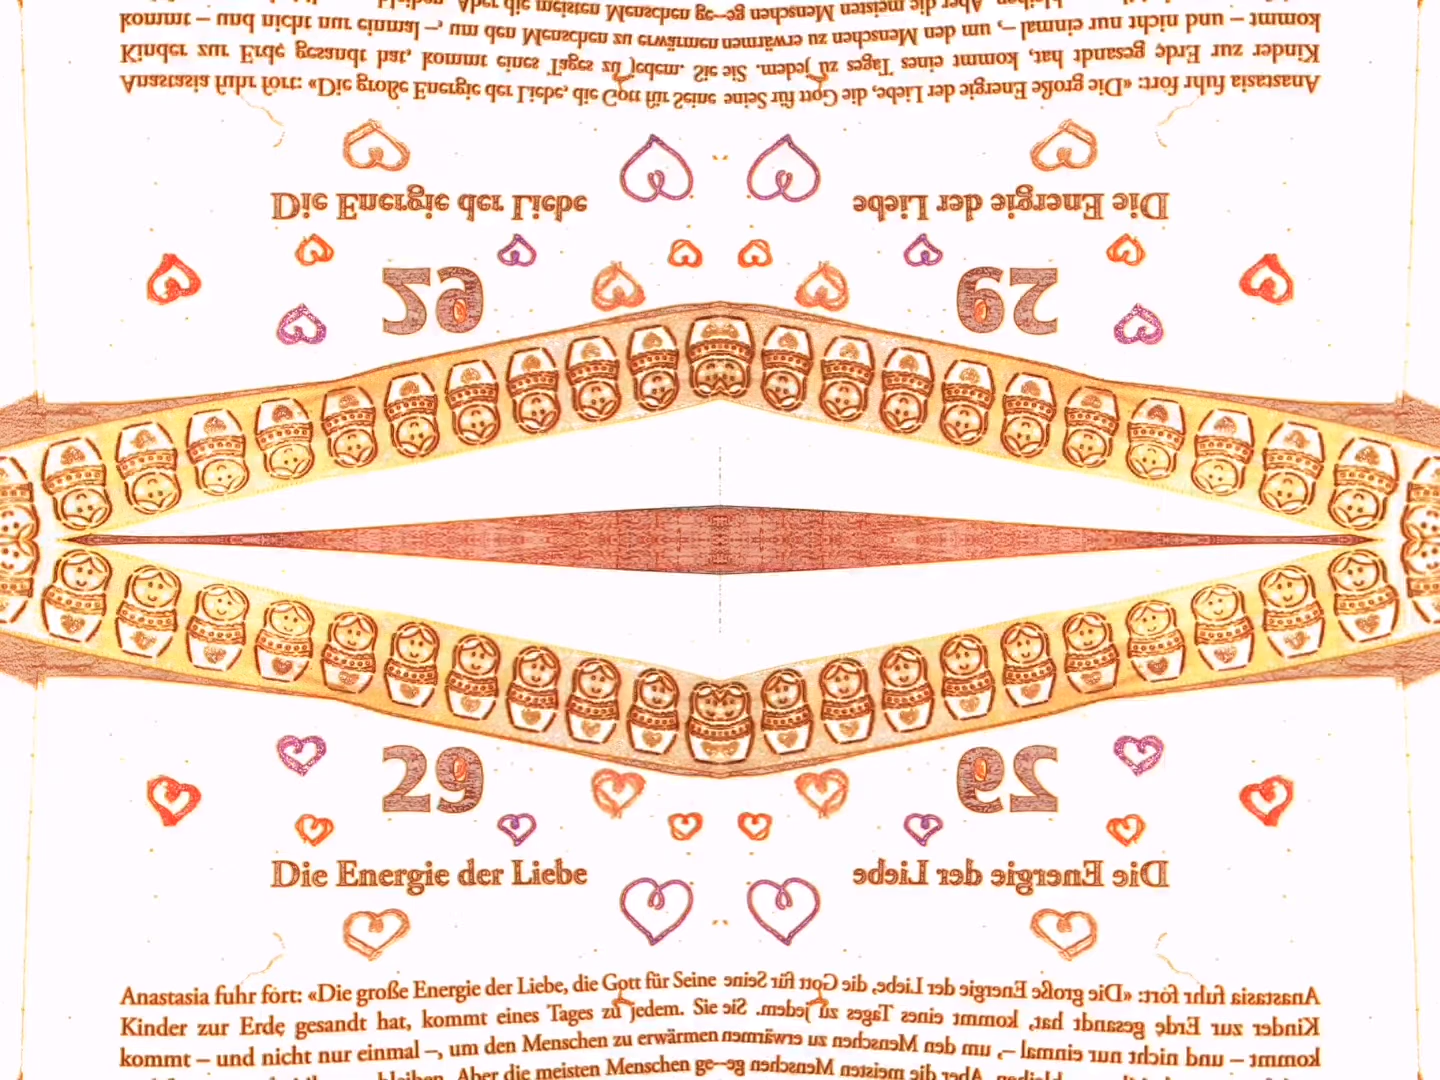 29
Die Energie der Liebe
Anastasia fuhr fort: «Die große Energie der Liebe, die Gott für Seine
Kinder zur Erde gesandt hat, kommt eines Tages zu jedem. Sie
kommt – und nicht nur einmal –, um den Menschen zu erwärmen
bleiben. Aber die meisten Menschen ge-